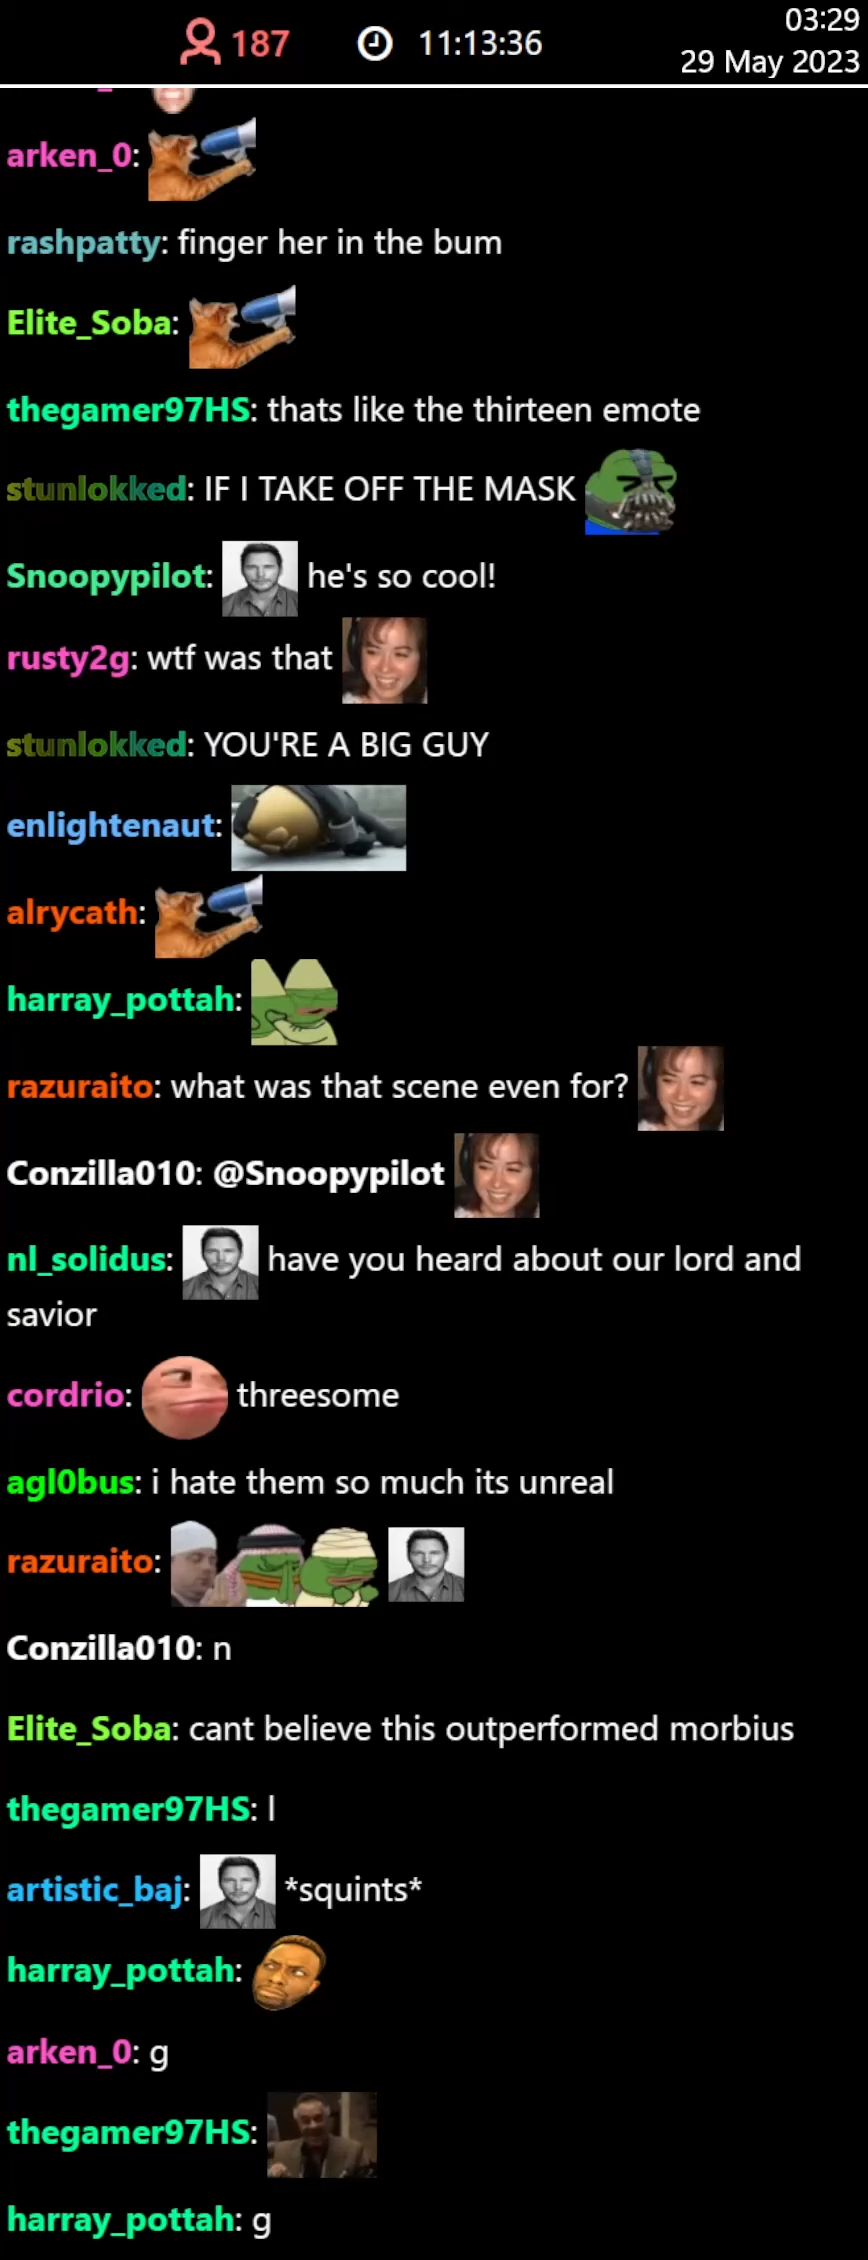 187 11:13:36 03:29
29 May 2023
arken_0:
rashpatty: finger her in the bum
Elite_Soba:
thegamer97HS: thats like the thirteen emote
stunlokked: IF I TAKE OFF THE MASK
Snoopypilot: he's so cool!
rusty2g: wtf was that
stunlokked: YOU'RE A BIG GUY
enlightenaut:
alrycath:
harray_pottah:
razuraito: what was that scene even for?
Conzilla010: @Snoopypilot
nl_solidus: have you heard about our lord and
savior
cordrio: threesome
agl0bus: i hate them so much its unreal
razuraito:
Conzilla010: n
Elite_Soba: cant believe this outperformed morbius
thegamer97HS: l
artistic_baj: *squints*
harray_pottah:
arken_0: g
thegamer97HS:
harray_pottah: g